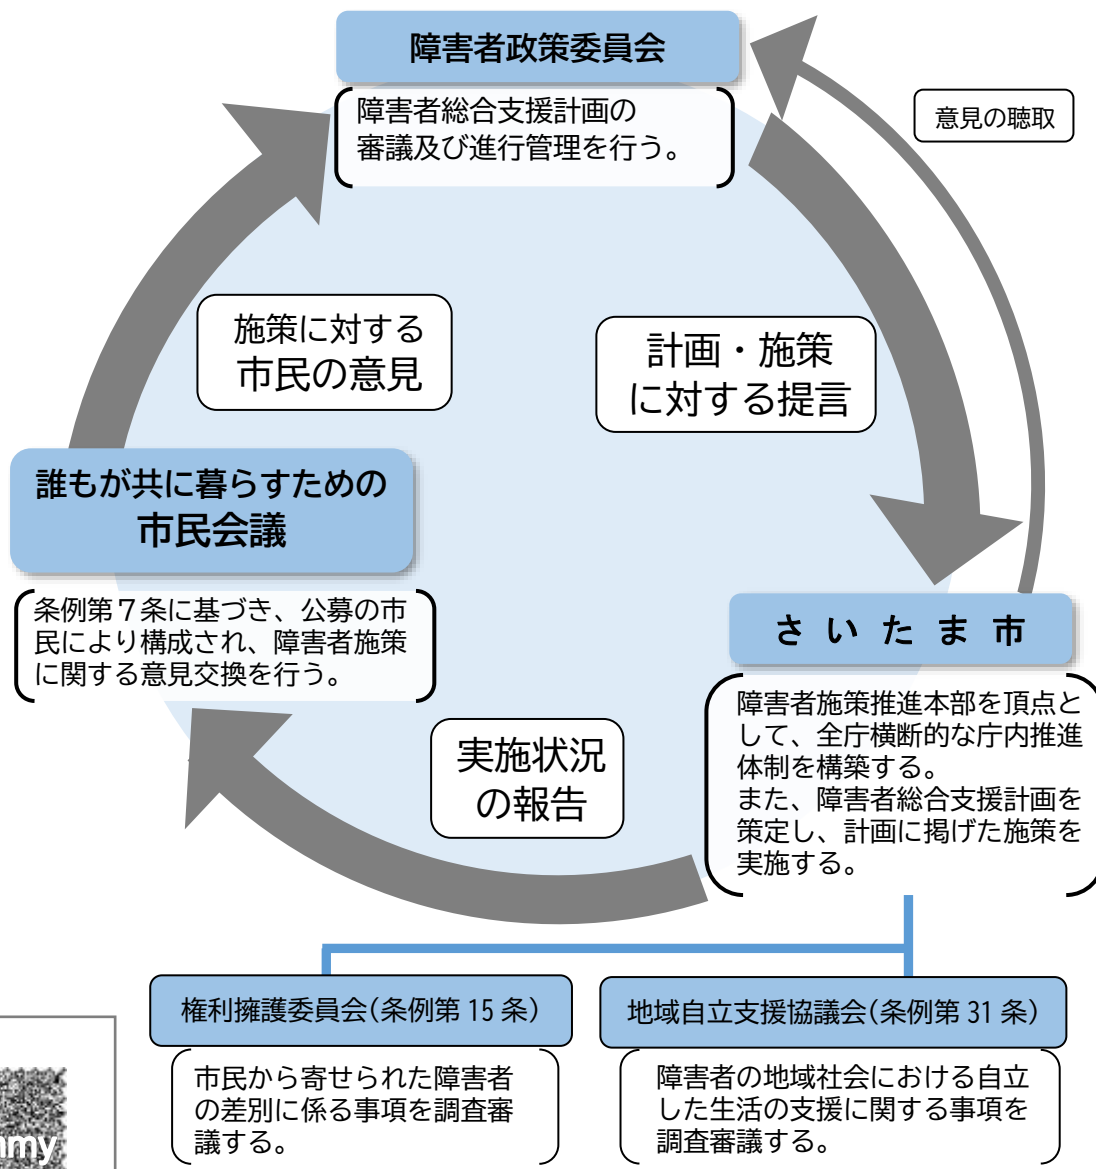 障害者政策委員会
障害者総合支援計画の
審議及び進行管理を行う。
意見の聴取
施策に対する
市民の意見
計画・施策
に対する提言
誰もが共に暮らすための
市民会議
条例第７条に基づき、公募の市
民により構成され、障害者施策
に関する意見交換を行う。
さいたま市
障害者施策推進本部を頂点と
して、全庁横断的な庁内推進
体制を構築する。
また、障害者総合支援計画を
策定し、計画に掲げた施策を
実施する。
実施状況
の報告
権利擁護委員会(条例第 15 条)
地域自立支援協議会(条例第 31 条)
市民から寄せられた障害者
の差別に係る事項を調査審
議する。
障害者の地域社会における自立
した生活の支援に関する事項を
調査審議する。